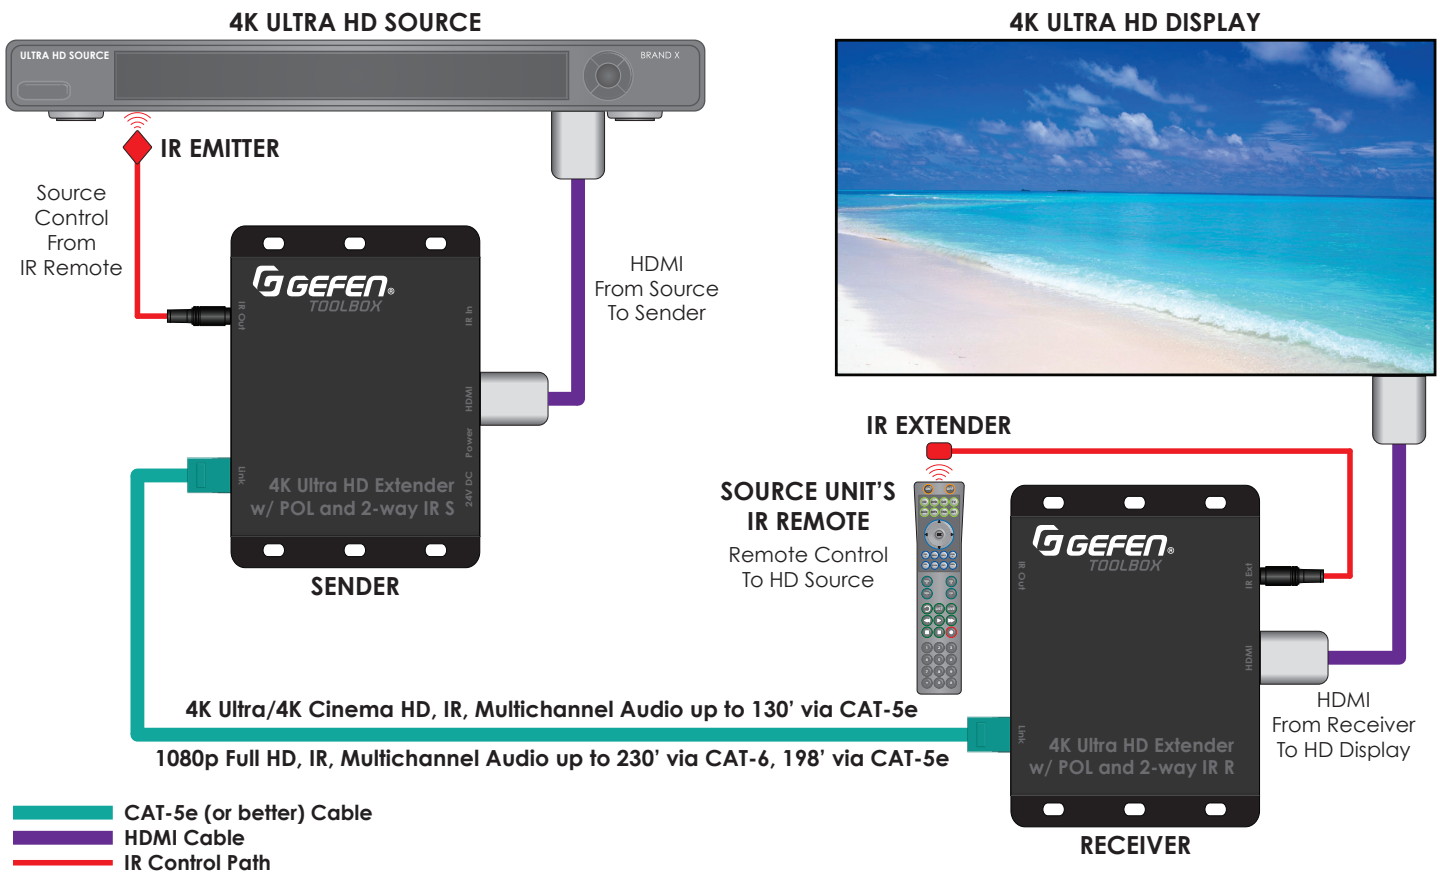 4K ULTRA HD SOURCE
4K ULTRA HD DISPLAY
ULTRA HD SOURCE
BRAND X
IR EMITTER
Source
Control
From
IR Remote
HDMI
From Source
To Sender
GEFEN®
TOOLBOX
IR Out
IR In
HDMI
Power
24V DC
Link
4K Ultra HD Extender
w/ POL and 2-way IR S
SENDER
IR EXTENDER
SOURCE UNIT'S
IR REMOTE
Remote Control
To HD Source
GEFEN®
TOOLBOX
IR Out
IR Ext
HDMI
Link
4K Ultra HD Extender
w/ POL and 2-way IR R
RECEIVER
HDMI
From Receiver
To HD Display
4K Ultra/4K Cinema HD, IR, Multichannel Audio up to 130' via CAT-5e
1080p Full HD, IR, Multichannel Audio up to 230' via CAT-6, 198' via CAT-5e
CAT-5e (or better) Cable
HDMI Cable
IR Control Path